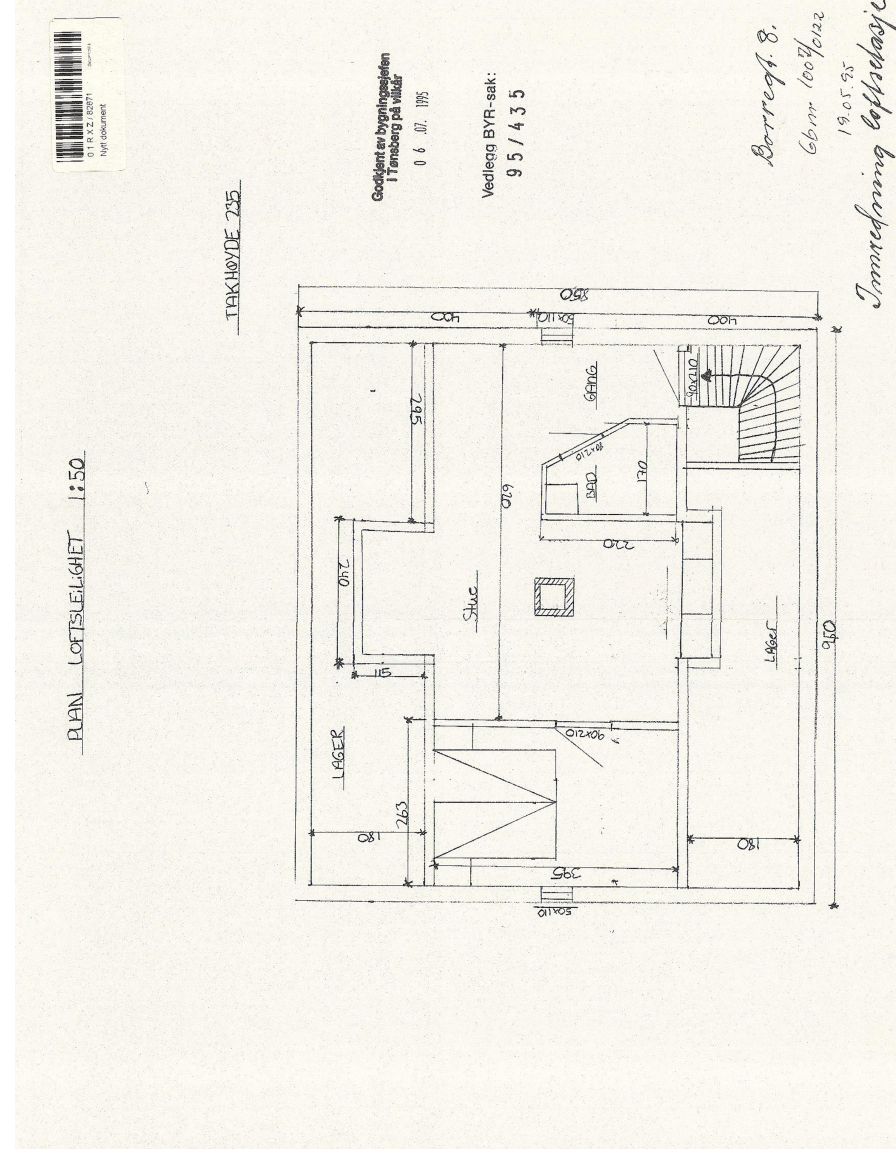 01RXZ/82871
Nytt dokument
Godkjent av bygningssjefen
i Tønsberg på vilkår
06.07.1995
Vedlegg BYR-sak:
95/435
Borregt. 8.
Gbnr 1007/0122
19.05.95
Innredning loftsetasje
PLAN LOFTSLEILIGHET 1:50
TAKHØYDE 235
850
400
50x110
400
295
GANG
90x210
620
80x210
BAD
170
220
240
Stue
115
LAGER
950
LAGER
90x210
263
180
395
180
50x110